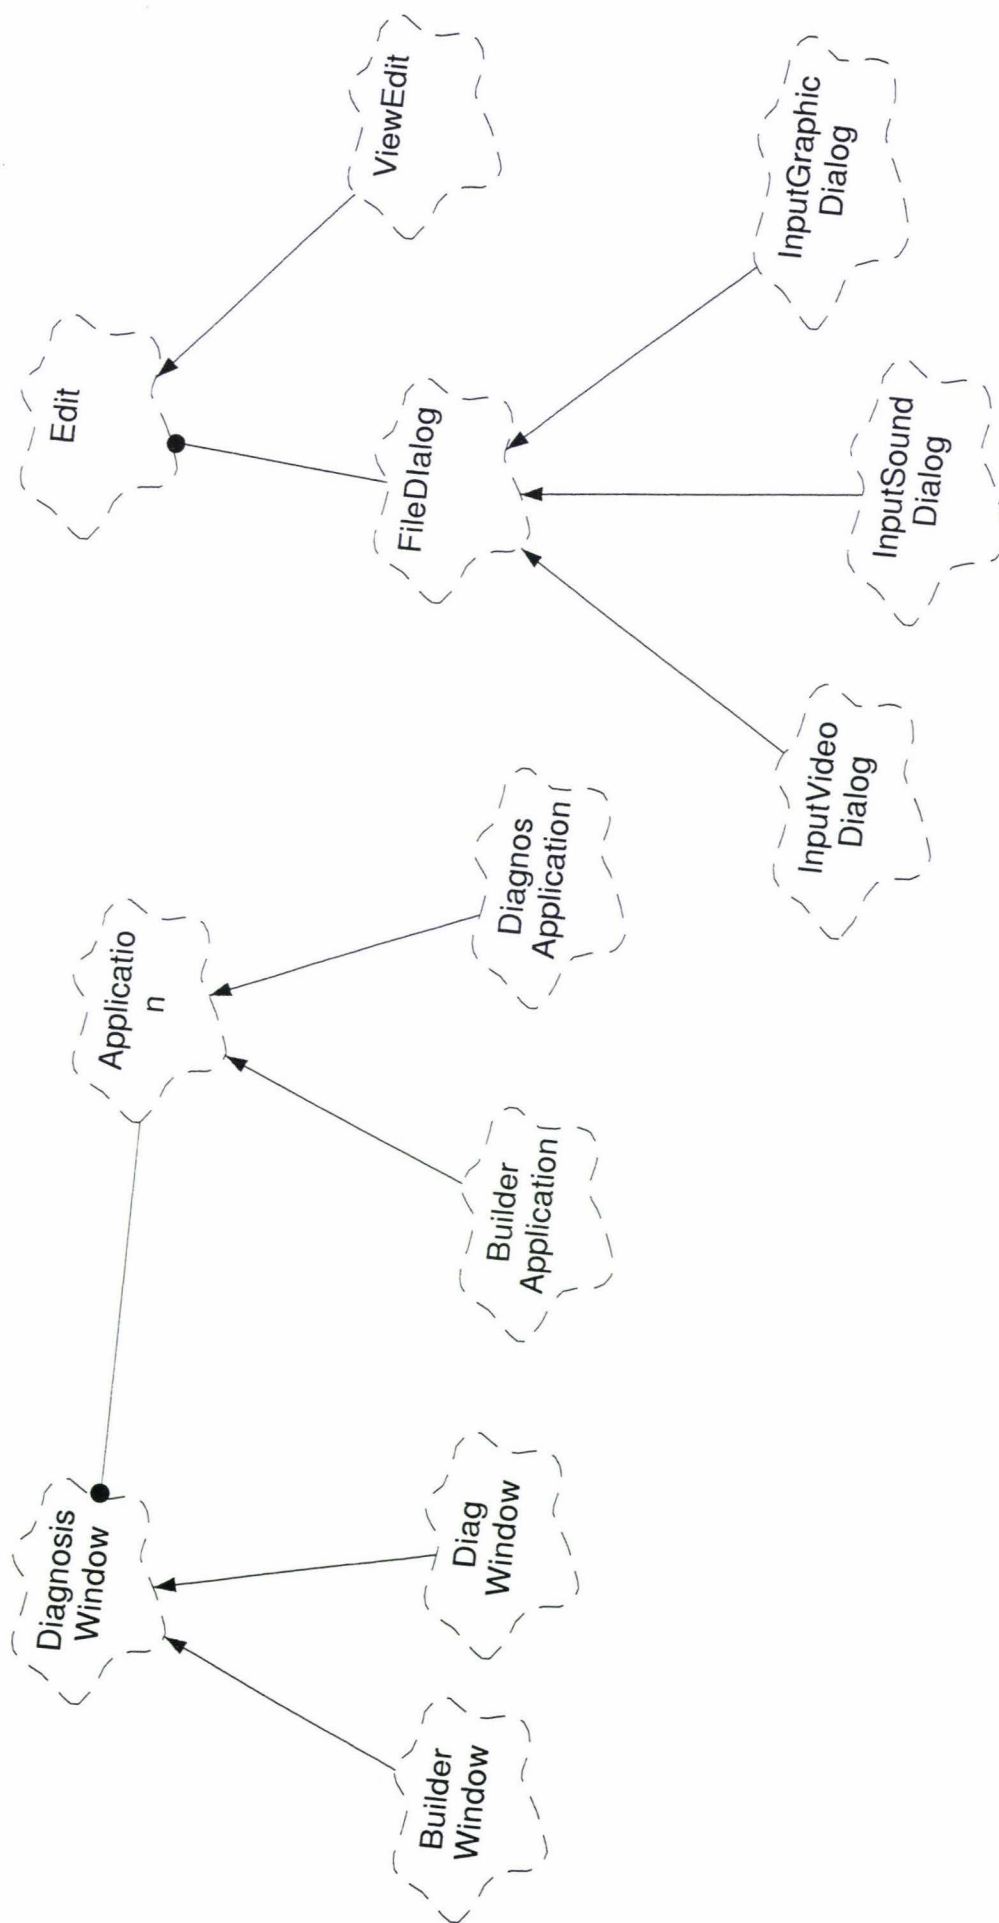 Diagnosis
Window
Builder
Window
Diag
Window
Applicatio
n
Builder
Application
Diagnos
Application
Edit
ViewEdit
FileDIalog
InputVideo
Dialog
InputSound
Dialog
InputGraphic
Dialog